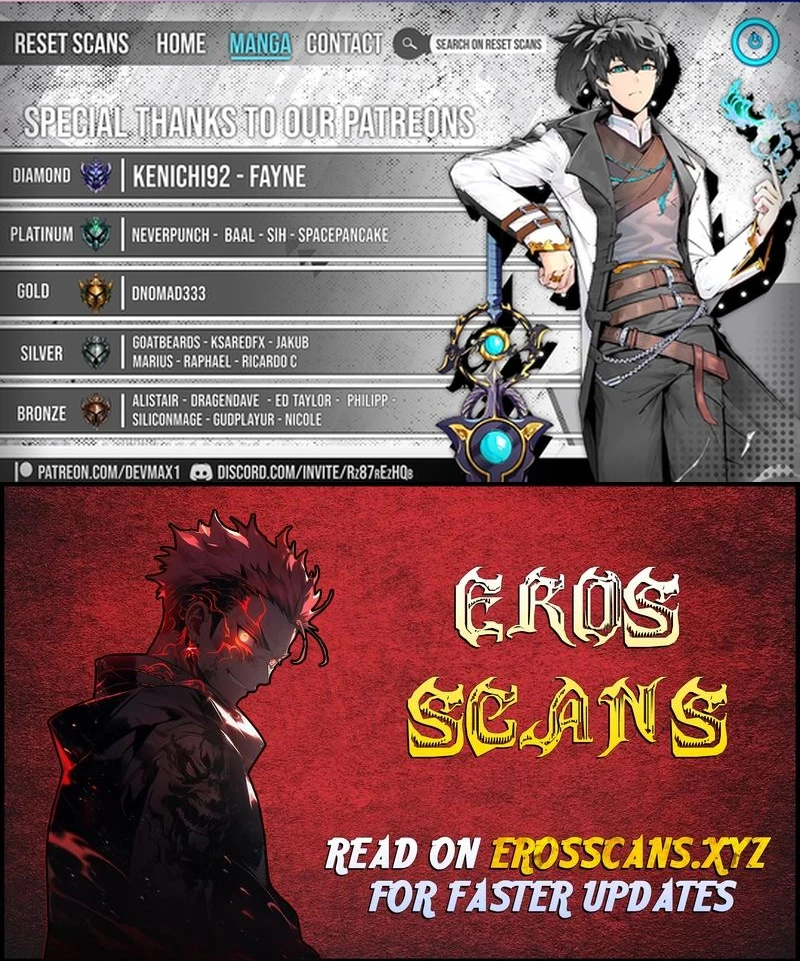 RESET SCANS HOME MANGA CONTACT SEARCH ON RESET SCANS
SPECIAL THANKS TO OUR PATREONS
DIAMOND KENICHI92 - FAYNE
PLATINUM NEVERPUNCH - BAAL - SIH - SPACEPANCAKE
GOLD DNOMAD333
SILVER GOATBEARDS - KSAREDFX - JAKUB
MARIUS - RAPHAEL - RICARDO C
BRONZE ALISTAIR - DRAGENDAVE - ED TAYLOR - PHILIPP -
SILICONMAGE - GUDPLAYUR - NICOLE
PATREON.COM/DEVMAX1 DISCORD.COM/INVITE/Rz87REzHQB
EROS
SCANS
READ ON EROSSCANS.XYZ
FOR FASTER UPDATES